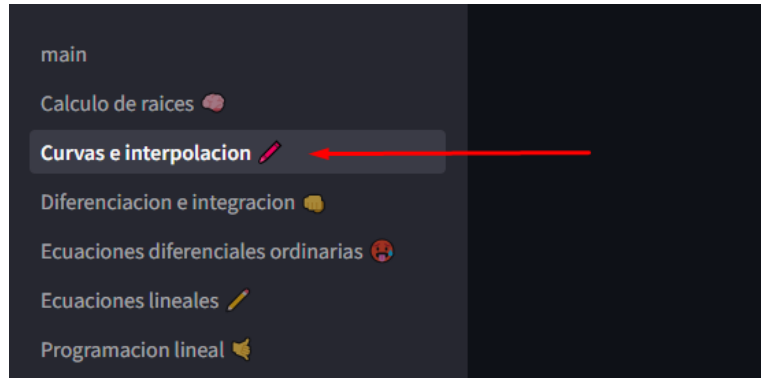 main
Calculo de raices 🧠
Curvas e interpolacion 🖍️
Diferenciacion e integracion 👊
Ecuaciones diferenciales ordinarias 🥵
Ecuaciones lineales ✏️
Programacion lineal 🤙